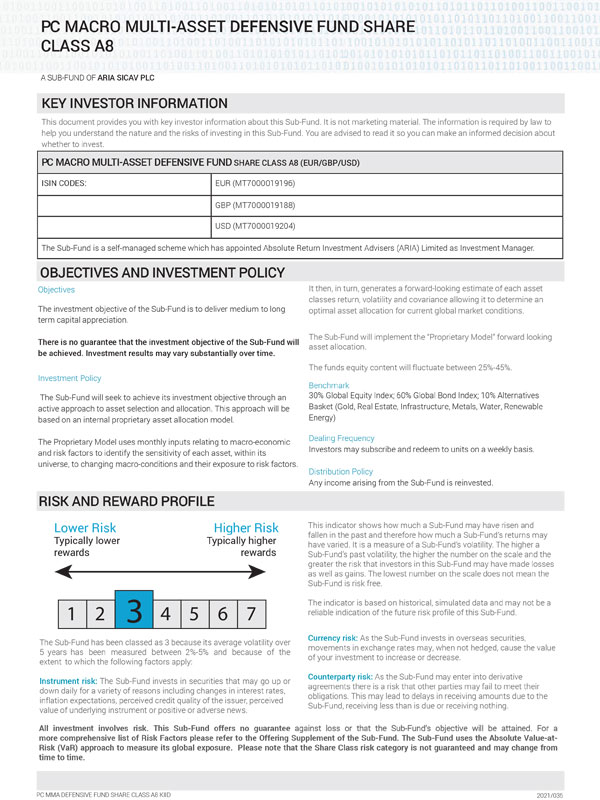 PC MACRO MULTI-ASSET DEFENSIVE FUND SHARE
CLASS A8
A SUB-FUND OF ARIA SICAV PLC
KEY INVESTOR INFORMATION
This document provides you with key investor information about this Sub-Fund. It is not marketing material. The information is required by law to
help you understand the nature and the risks of investing in this Sub-Fund. You are advised to read it so you can make an informed decision about
whether to invest.
PC MACRO MULTI-ASSET DEFENSIVE FUND SHARE CLASS A8 (EUR/GBP/USD)
ISIN CODES:
EUR (MT7000019196)
GBP (MT7000019188)
USD (MT7000019204)
The Sub-Fund is a self-managed scheme which has appointed Absolute Return Investment Advisers (ARIA) Limited as Investment Manager.
OBJECTIVES AND INVESTMENT POLICY
Objectives
The investment objective of the Sub-Fund is to deliver medium to long
term capital appreciation.
There is no guarantee that the investment objective of the Sub-Fund will
be achieved. Investment results may vary substantially over time.
Investment Policy
The Sub-Fund will seek to achieve its investment objective through an
active approach to asset selection and allocation. This approach will be
based on an internal proprietary asset allocation model.
The Proprietary Model uses monthly inputs relating to macro-economic
and risk factors to identify the sensitivity of each asset, within its
universe, to changing macro-conditions and their exposure to risk factors.
It then, in turn, generates a forward-looking estimate of each asset
classes return, volatility and covariance allowing it to determine an
optimal asset allocation for current global market conditions.
The Sub-Fund will implement the "Proprietary Model" forward looking
asset allocation.
The funds equity content will fluctuate between 25%-45%.
Benchmark
30% Global Equity Index; 60% Global Bond Index; 10% Alternatives
Basket (Gold, Real Estate, Infrastructure, Metals, Water, Renewable
Energy)
Dealing Frequency
Investors may subscribe and redeem to units on a weekly basis.
Distribution Policy
Any income arising from the Sub-Fund is reinvested.
RISK AND REWARD PROFILE
Lower Risk
Typically lower
rewards
Higher Risk
Typically higher
rewards
1 2 3 4 5 6 7
The Sub-Fund has been classed as 3 because its average volatility over
5 years has been measured between 2%-5% and because of the
extent to which the following factors apply:
Instrument risk: The Sub-Fund invests in securities that may go up or
down daily for a variety of reasons including changes in interest rates,
inflation expectations, perceived credit quality of the issuer, perceived
value of underlying instrument or positive or adverse news.
This indicator shows how much a Sub-Fund may have risen and
fallen in the past and therefore how much a Sub-Fund's returns may
have varied. It is a measure of a Sub-Fund's volatility. The higher a
Sub-Fund's past volatility, the higher the number on the scale and the
greater the risk that investors in this Sub-Fund may have made losses
as well as gains. The lowest number on the scale does not mean the
Sub-Fund is risk free.
The indicator is based on historical, simulated data and may not be a
reliable indication of the future risk profile of this Sub-Fund.
Currency risk: As the Sub-Fund invests in overseas securities,
movements in exchange rates may, when not hedged, cause the value
of your investment to increase or decrease.
Counterparty risk: As the Sub-Fund may enter into derivative
agreements there is a risk that other parties may fail to meet their
obligations. This may lead to delays in receiving amounts due to the
Sub-Fund, receiving less than is due or receiving nothing.
All investment involves risk. This Sub-Fund offers no guarantee against loss or that the Sub-Fund's objective will be attained. For a
more comprehensive list of Risk Factors please refer to the Offering Supplement of the Sub-Fund. The Sub-Fund uses the Absolute Value-at-
Risk (VaR) approach to measure its global exposure. Please note that the Share Class risk category is not guaranteed and may change from
time to time.
PC MMA DEFENSIVE FUND SHARE CLASS A8 KIID
2021/035